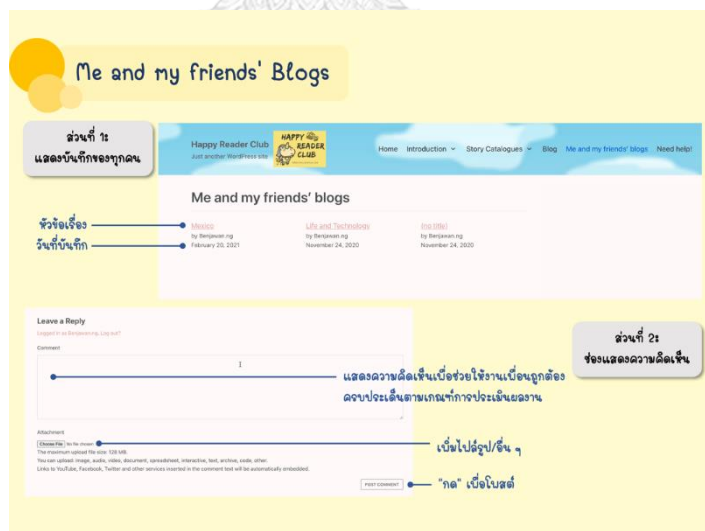 Me and my friends' Blogs
ส่วนที่ 1:
แสดงบันทึกของทุกคน
Happy Reader Club
Just another WordPress site
HAPPY
READER
CLUB
Home Introduction Story Catalogues Blog Me and my friends' blogs Need help!
Me and my friends' blogs
หัวข้อเรื่อง
วันที่บันทึก
Mexico Life and Technology (no title)
by Benjawan.ng by Benjawan.ng by Benjawan.ng
February 20, 2021 November 24, 2020 November 24, 2020
Leave a Reply
Logged in as Benjawan.ng. Log out?
Comment
ส่วนที่ 2:
ช่องแสดงความคิดเห็น
แสดงความคิดเห็นเพื่อช่วยให้งานเพื่อนถูกต้อง
ครบประเด็นตามเกณฑ์การประเมินผลงาน
Attachment
Choose File No file chosen
The maximum upload file size: 128 MB.
You can upload: image, audio, video, document, spreadsheet, interactive, text, archive, code, other.
Links to YouTube, Facebook, Twitter and other services inserted in the comment text will be automatically embedded.
เพิ่มไฟล์รูป/อื่น ๆ
POST COMMENT
"กด" เพื่อโพสต์